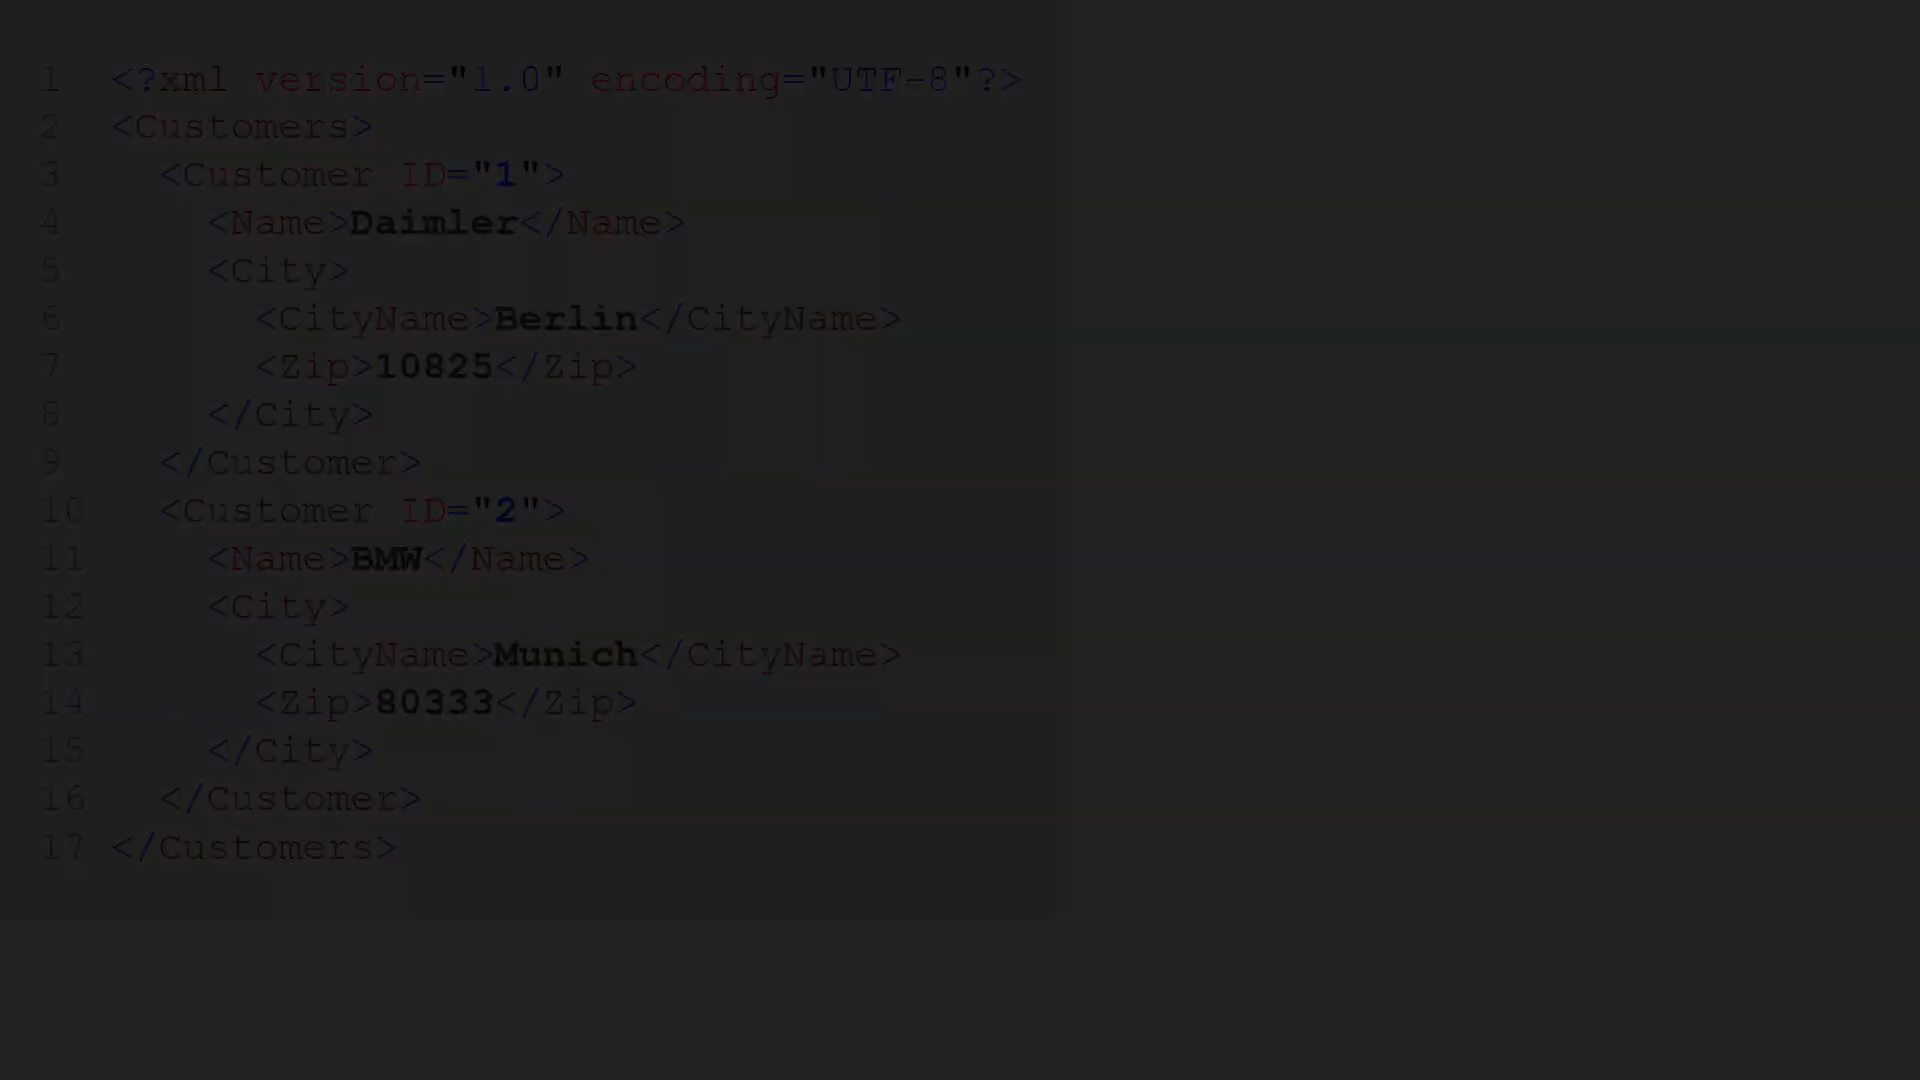 1 <?xml version="1.0" encoding="UTF-8"?>
2 <Customers>
3 <Customer ID="1">
4 <Name>Daimler</Name>
5 <City>
6 <CityName>Berlin</CityName>
7 <Zip>10825</Zip>
8 </City>
9 </Customer>
10 <Customer ID="2">
11 <Name>BMW</Name>
12 <City>
13 <CityName>Munich</CityName>
14 <Zip>80333</Zip>
15 </City>
16 </Customer>
17 </Customers>